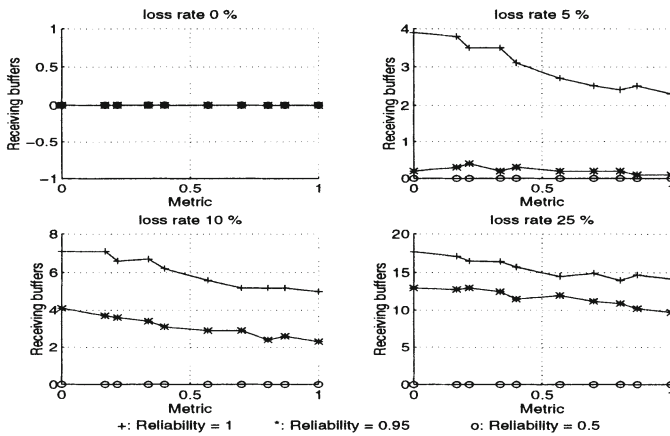 loss rate 0 %
1
0.5
0
−0.5
−1
Receiving buffers
0
0.5
1
Metric
loss rate 5 %
4
3
2
1
0
Receiving buffers
0
0.5
1
Metric
loss rate 10 %
8
6
4
2
0
Receiving buffers
0
0.5
1
Metric
loss rate 25 %
20
15
10
5
0
Receiving buffers
0
0.5
1
Metric
+: Reliability = 1
*: Reliability = 0.95
o: Reliability = 0.5